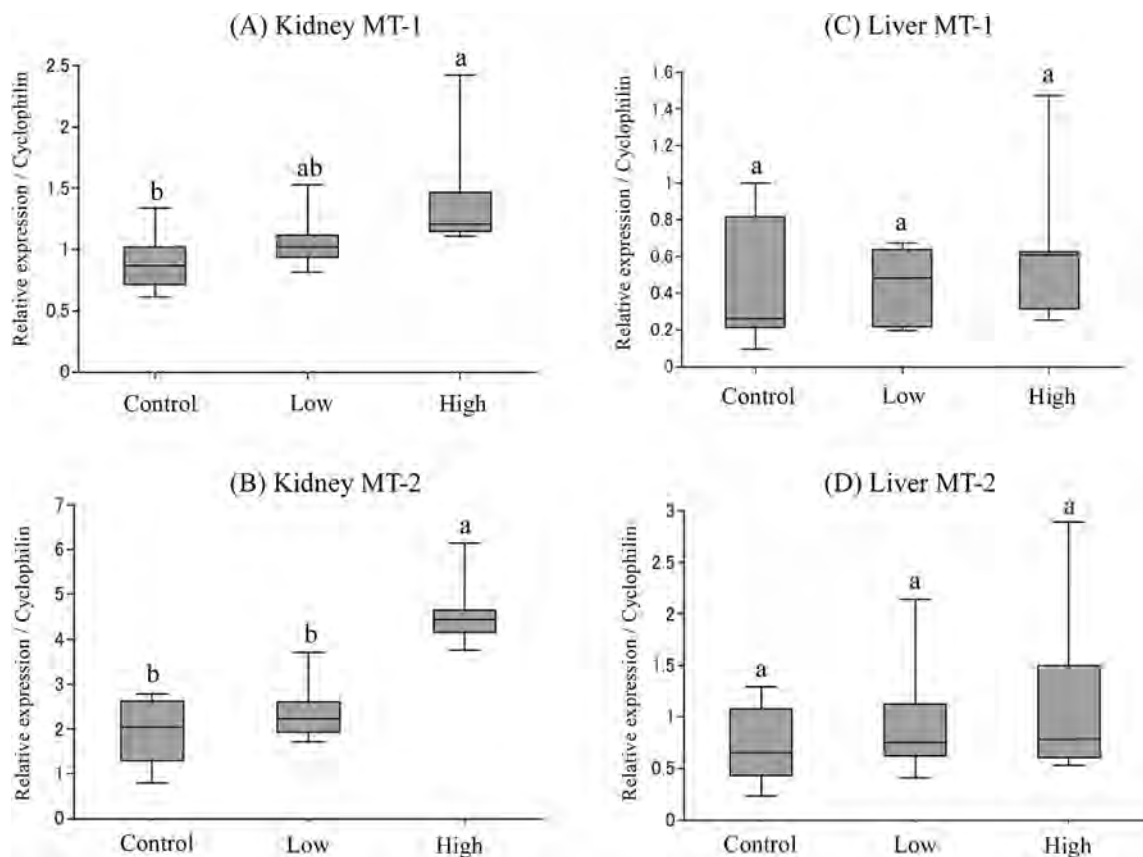 (A) Kidney MT-1
Relative expression / Cyclophilin
2.5
2
1.5
1
0.5
0
b
ab
a
Control
Low
High
(C) Liver MT-1
Relative expression / Cyclophilin
1.6
1.4
1.2
1
0.8
0.6
0.4
0.2
0
a
a
a
Control
Low
High
(B) Kidney MT-2
Relative expression / Cyclophilin
7
6
5
4
3
2
1
0
b
b
a
Control
Low
High
(D) Liver MT-2
Relative expression / Cyclophilin
3
2.5
2
1.5
1
0.5
0
a
a
a
Control
Low
High